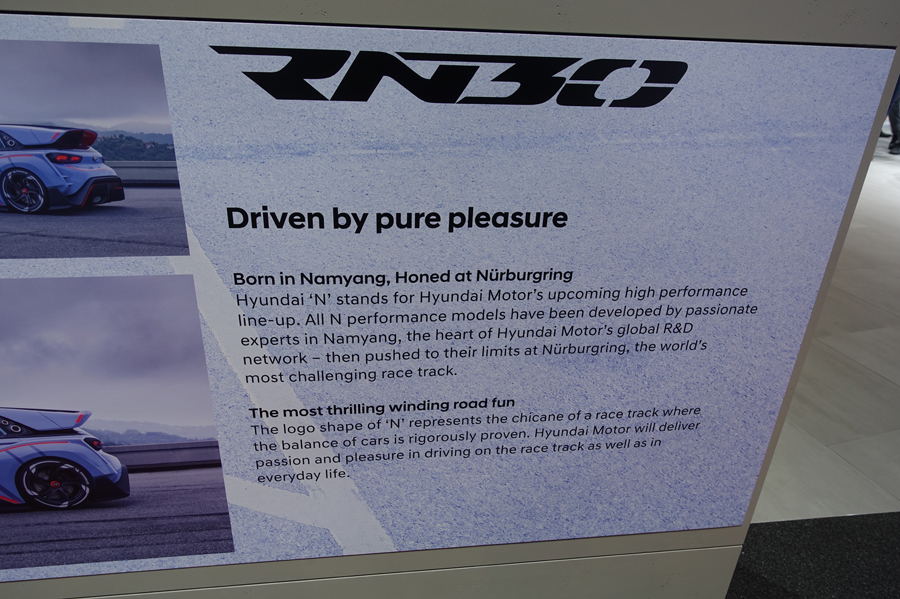 RN30
Driven by pure pleasure
Born in Namyang, Honed at Nürburgring
Hyundai ‘N’ stands for Hyundai Motor’s upcoming high performance
line-up. All N performance models have been developed by passionate
experts in Namyang, the heart of Hyundai Motor’s global R&D
network – then pushed to their limits at Nürburgring, the world’s
most challenging race track.
The most thrilling winding road fun
The logo shape of ‘N’ represents the chicane of a race track where
the balance of cars is rigorously proven. Hyundai Motor will deliver
passion and pleasure in driving on the race track as well as in
everyday life.